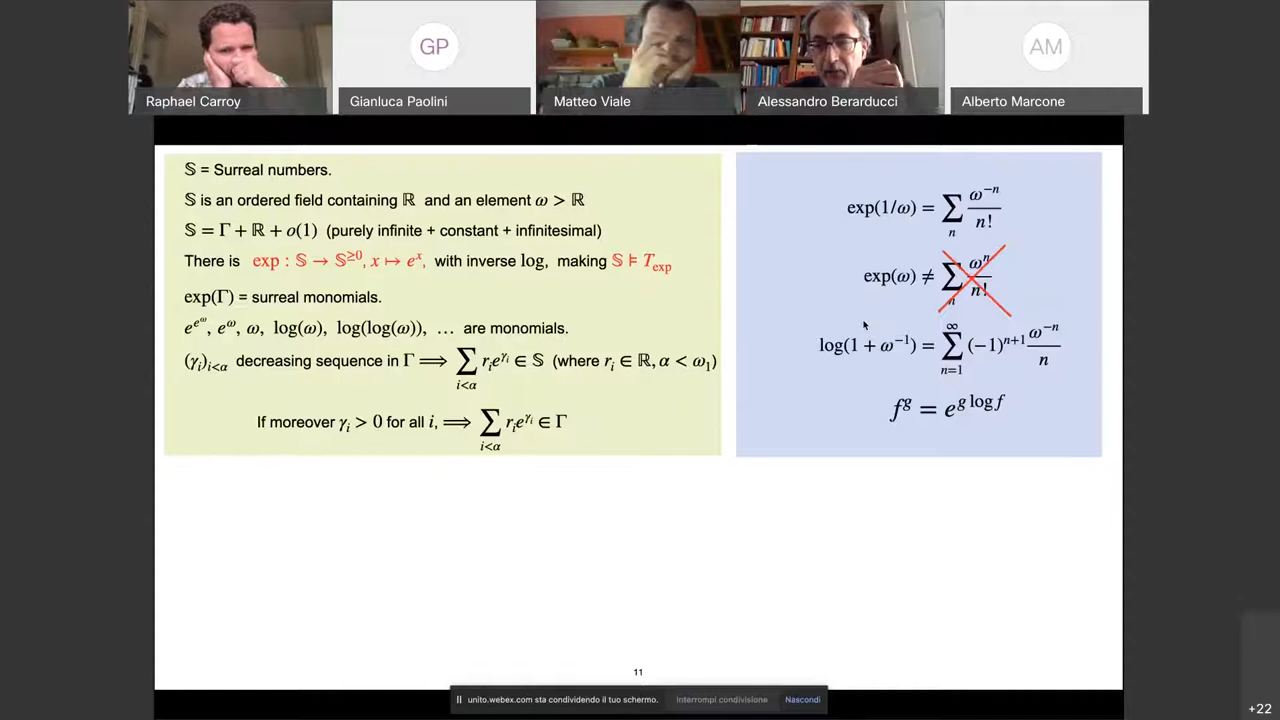 GP
AM
Raphael Carroy
Gianluca Paolini
Matteo Viale
Alessandro Berarducci
Alberto Marcone
𝕊 = Surreal numbers.
𝕊 is an ordered field containing ℝ and an element ω > ℝ
𝕊 = Γ + ℝ + o(1) (purely infinite + constant + infinitesimal)
There is exp : 𝕊 → 𝕊^{≥0}, x ↦ e^x, with inverse log, making 𝕊 ⊨ T_{exp}
exp(Γ) = surreal monomials.
e^{e^ω}, e^ω, ω, log(ω), log(log(ω)), … are monomials.
(γ_i)_{i<α} decreasing sequence in Γ ⟹ ∑_{i<α} r_i e^{γ_i} ∈ 𝕊 (where r_i ∈ ℝ, α < ω_1)
If moreover γ_i > 0 for all i, ⟹ ∑_{i<α} r_i e^{γ_i} ∈ Γ
exp(1/ω) = ∑_n ω^{-n}/n!
exp(ω) ≠ ∑_n ω^n/n!
log(1 + ω^{-1}) = ∑_{n=1}^{∞} (-1)^{n+1} ω^{-n}/n
f^g = e^{g log f}
11
unito.webex.com sta condividendo il tuo schermo. Interrompi condivisione Nascondi
+22